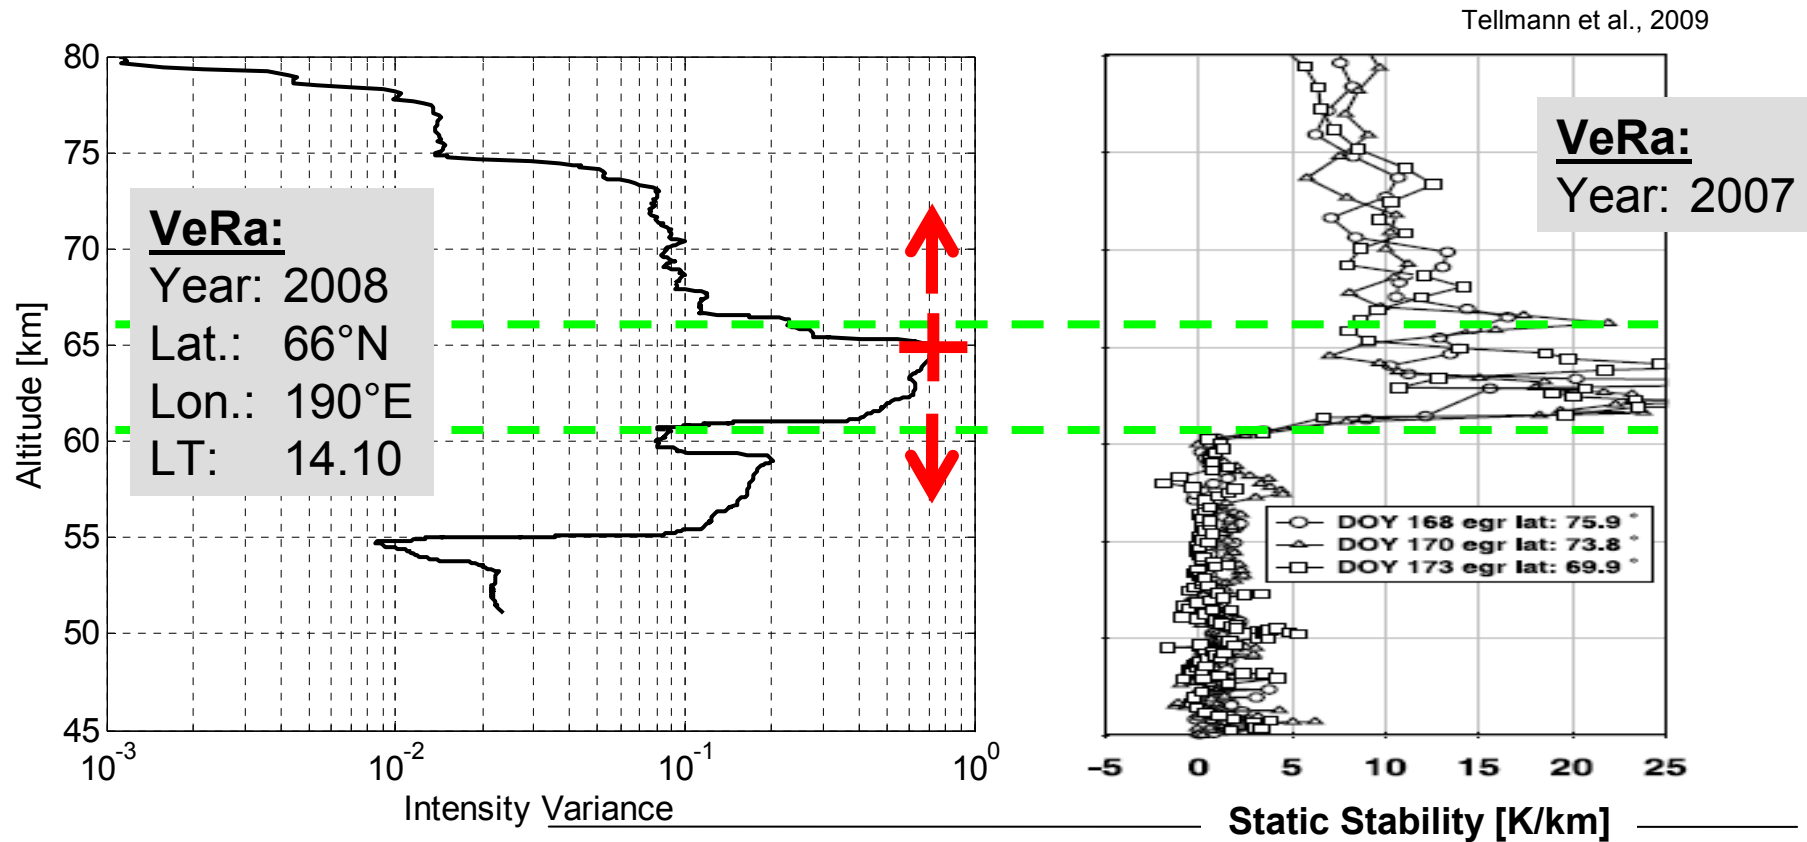 Tellmann et al., 2009
80
75
70
65
60
55
50
45
Altitude [km]
VeRa:
Year: 2008
Lat.: 66°N
Lon.: 190°E
LT: 14.10
10-3
10-2
10-1
100
Intensity Variance
VeRa:
Year: 2007
DOY 168 egr lat: 75.9 °
DOY 170 egr lat: 73.8 °
DOY 173 egr lat: 69.9 °
-5 0 5 10 15 20 25
Static Stability [K/km]